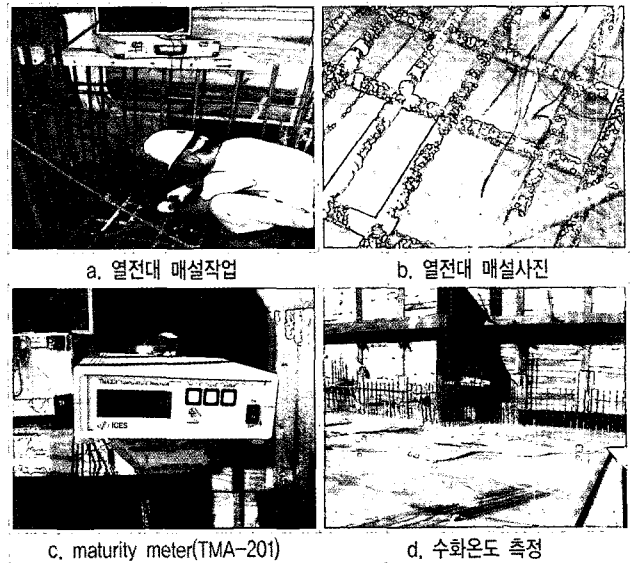 a. 열전대 매설작업
b. 열전대 매설사진
ICES
c. maturity meter(TMA-201)
d. 수화온도 측정